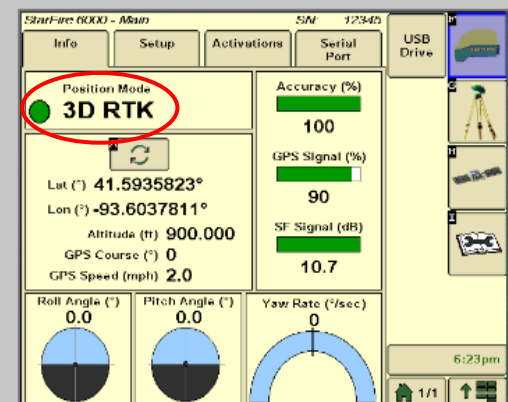 StarFire 6000 - Main SN: 12345
Info
Setup
Activations
Serial Port
USB Drive
Position Mode
3D RTK
Accuracy (%)
100
GPS Signal (%)
90
SF Signal (dB)
10.7
A
Lat (°) 41.5935823°
Lon (°) -93.6037811°
Altitude (ft) 900.000
GPS Course (°) 0
GPS Speed (mph) 2.0
Roll Angle (°)
0.0
Pitch Angle (°)
0.0
Yaw Rate (°/sec)
0
F
G
H
I
6:23pm
1/1